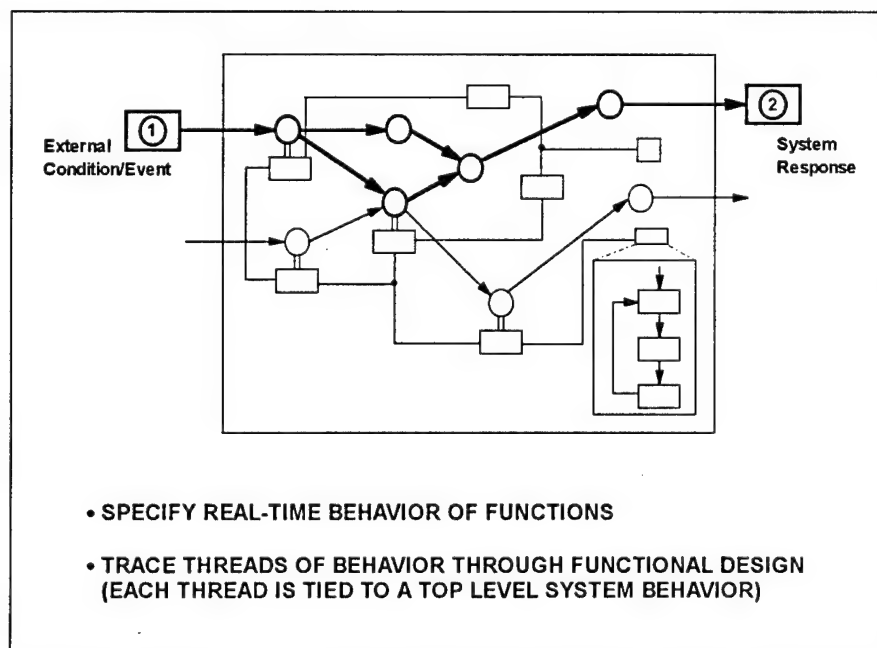 ①
External
Condition/Event
②
System
Response
• SPECIFY REAL-TIME BEHAVIOR OF FUNCTIONS
• TRACE THREADS OF BEHAVIOR THROUGH FUNCTIONAL DESIGN
(EACH THREAD IS TIED TO A TOP LEVEL SYSTEM BEHAVIOR)